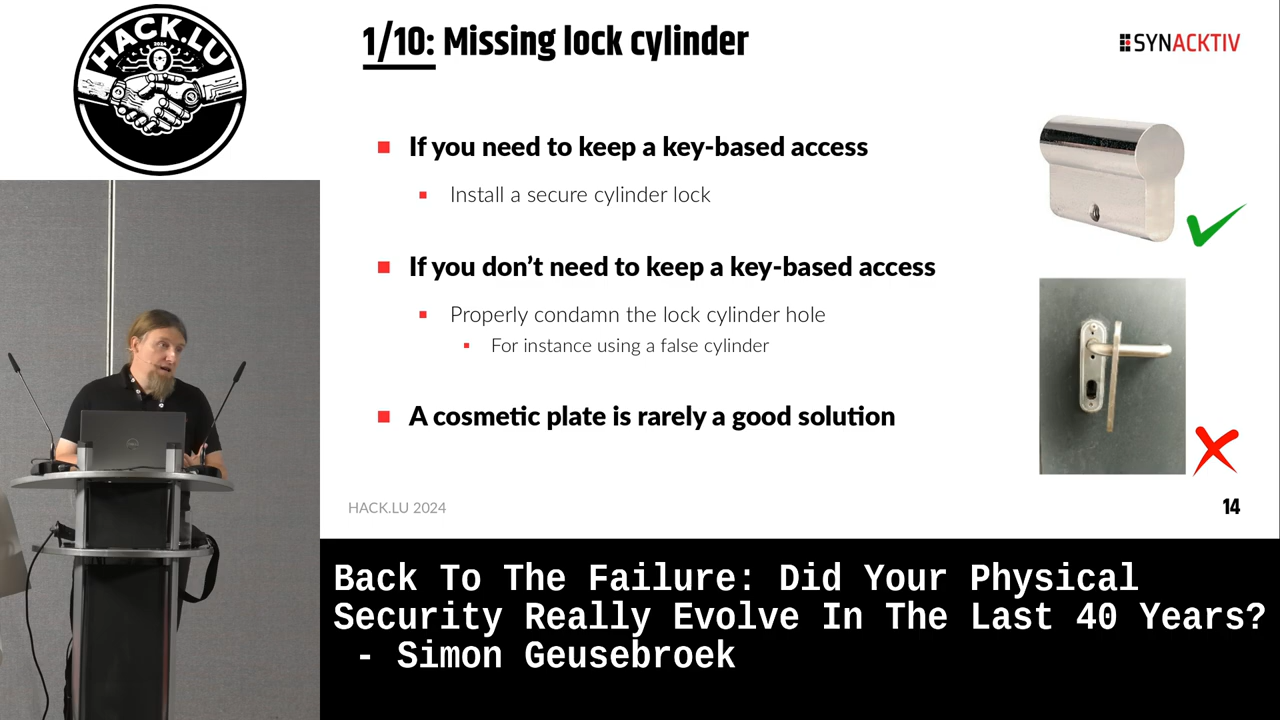 HACK.LU
2024
1/10: Missing lock cylinder
SYNACKTIV
If you need to keep a key-based access
Install a secure cylinder lock
If you don't need to keep a key-based access
Properly condamn the lock cylinder hole
For instance using a false cylinder
A cosmetic plate is rarely a good solution
HACK.LU 2024
14
DELL
Back To The Failure: Did Your Physical
Security Really Evolve In The Last 40 Years?
- Simon Geusebroek